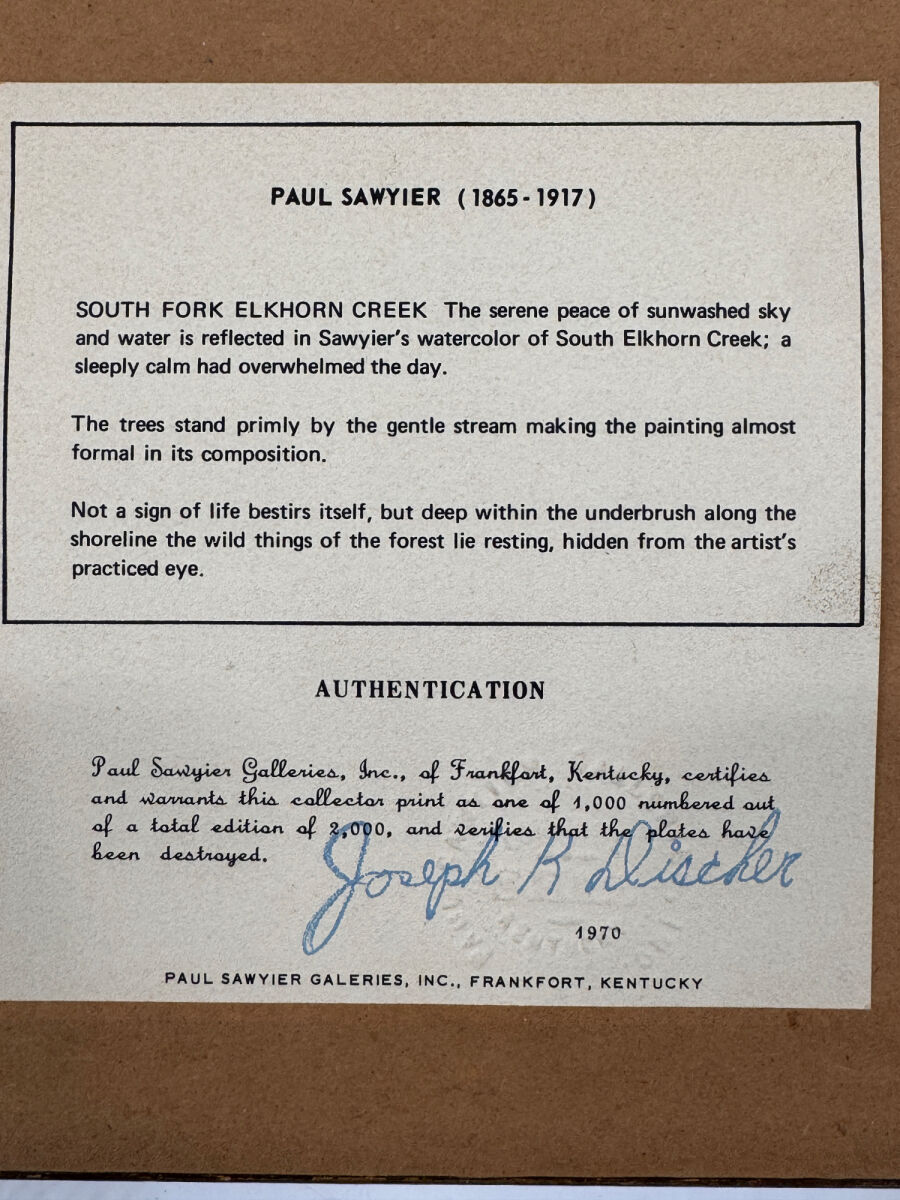 PAUL SAWYIER (1865-1917)
SOUTH FORK ELKHORN CREEK The serene peace of sunwashed sky
and water is reflected in Sawyier's watercolor of South Elkhorn Creek; a
sleeply calm had overwhelmed the day.
The trees stand primly by the gentle stream making the painting almost
formal in its composition.
Not a sign of life bestirs itself, but deep within the underbrush along the
shoreline the wild things of the forest lie resting, hidden from the artist's
practiced eye.
AUTHENTICATION
Paul Sawyier Galleries, Inc., of Frankfort, Kentucky, certifies
and warrants this collector print as one of 1,000 numbered out
of a total edition of 2,000, and verifies that the plates have
been destroyed.
Joseph R Discher
1970
PAUL SAWYIER GALERIES, INC., FRANKFORT, KENTUCKY